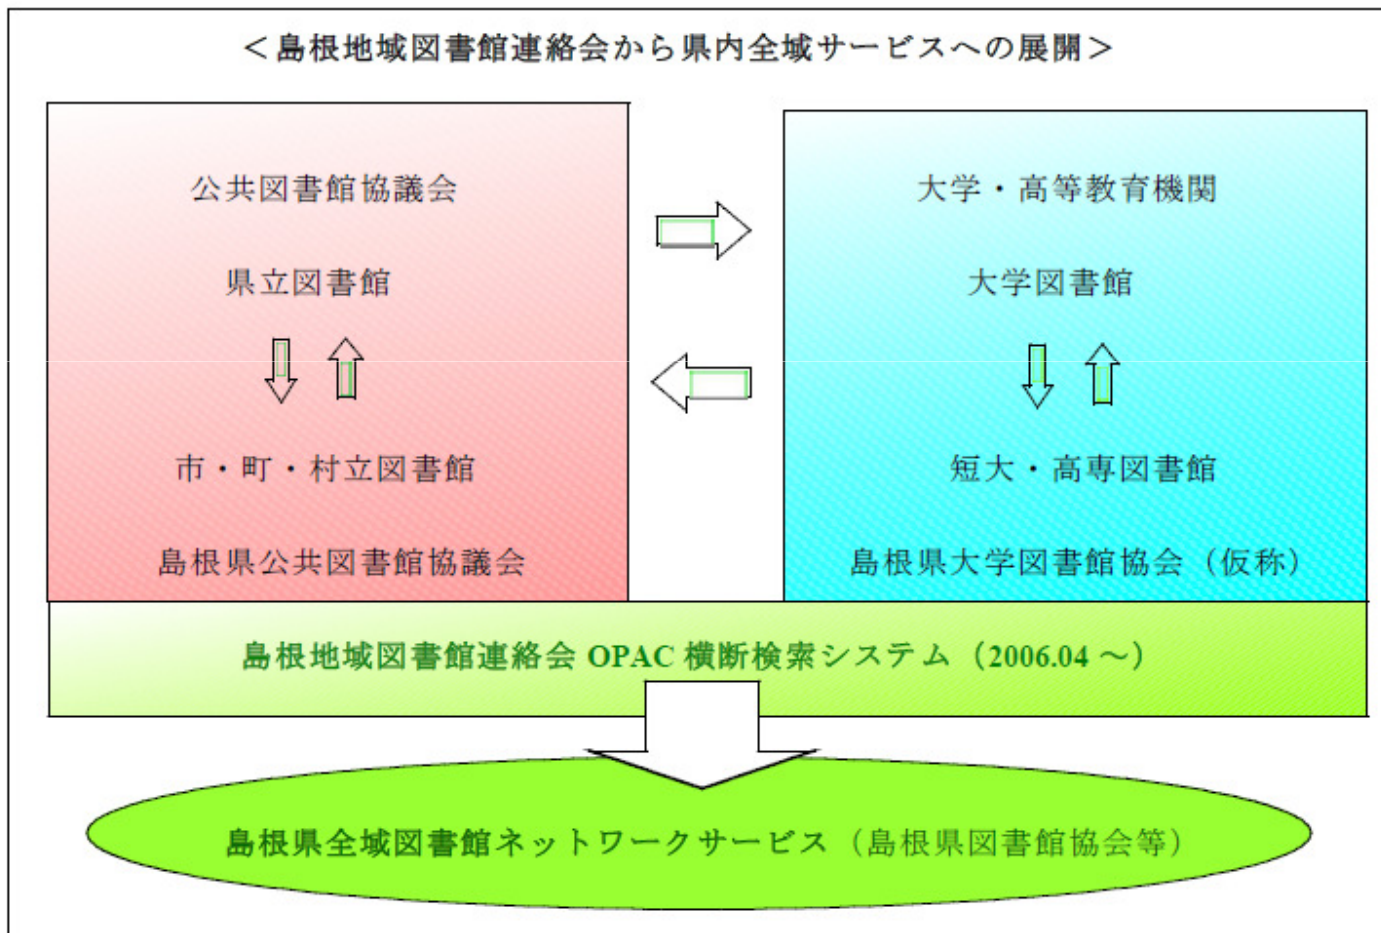 ＜島根地域図書館連絡会から県内全域サービスへの展開＞
公共図書館協議会
県立図書館
市・町・村立図書館
島根県公共図書館協議会
大学・高等教育機関
大学図書館
短大・高専図書館
島根県大学図書館協会（仮称）
島根地域図書館連絡会 OPAC 横断検索システム（2006.04 ～）
島根県全域図書館ネットワークサービス（島根県図書館協会等）